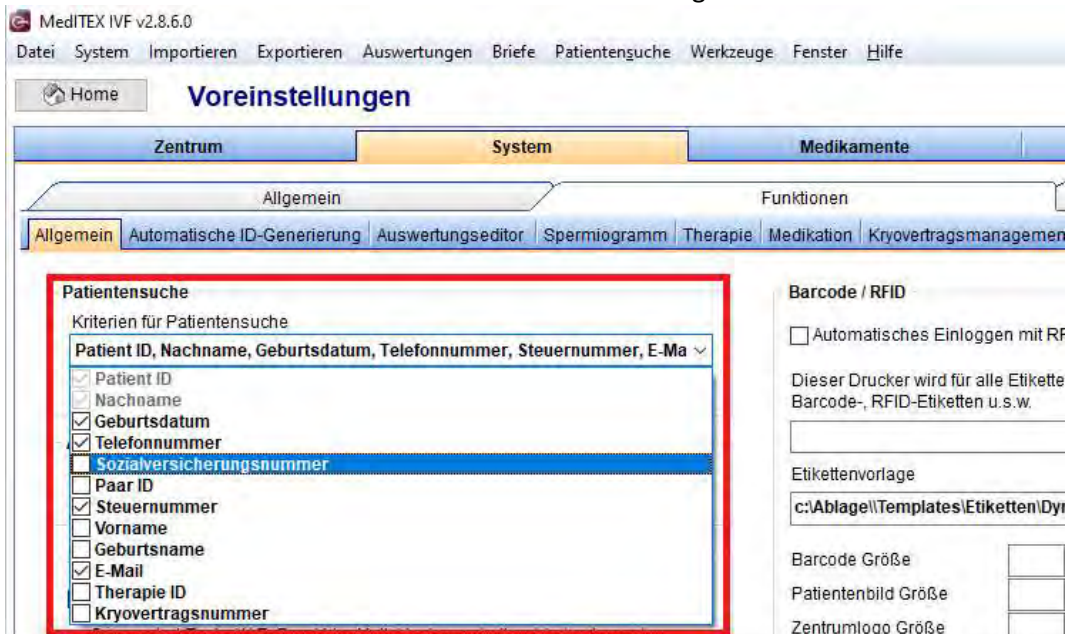 MedITEX IVF v2.8.6.0
Datei System Importieren Exportieren Auswertungen Briefe Patientensuche Werkzeuge Fenster Hilfe
Home Voreinstellungen
Zentrum System Medikamente
Allgemein Funktionen
Allgemein Automatische ID-Generierung Auswertungseditor Spermiogramm Therapie Medikation Kryovertragsmanagemen
Patientensuche
Kriterien für Patientensuche
Patient ID, Nachname, Geburtsdatum, Telefonnummer, Steuernummer, E-Ma
Patient ID
Nachname
Geburtsdatum
Telefonnummer
Sozialversicherungsnummer
Paar ID
Steuernummer
Vorname
Geburtsname
E-Mail
Therapie ID
Kryovertragsnummer
Barcode / RFID
Automatisches Einloggen mit RF
Dieser Drucker wird für alle Etikette
Barcode-, RFID-Etiketten u.s.w.
Etikettenvorlage
c:\Ablage\\Templates\Etiketten\Dyr
Barcode Größe
Patientenbild Größe
Zentrumlogo Größe